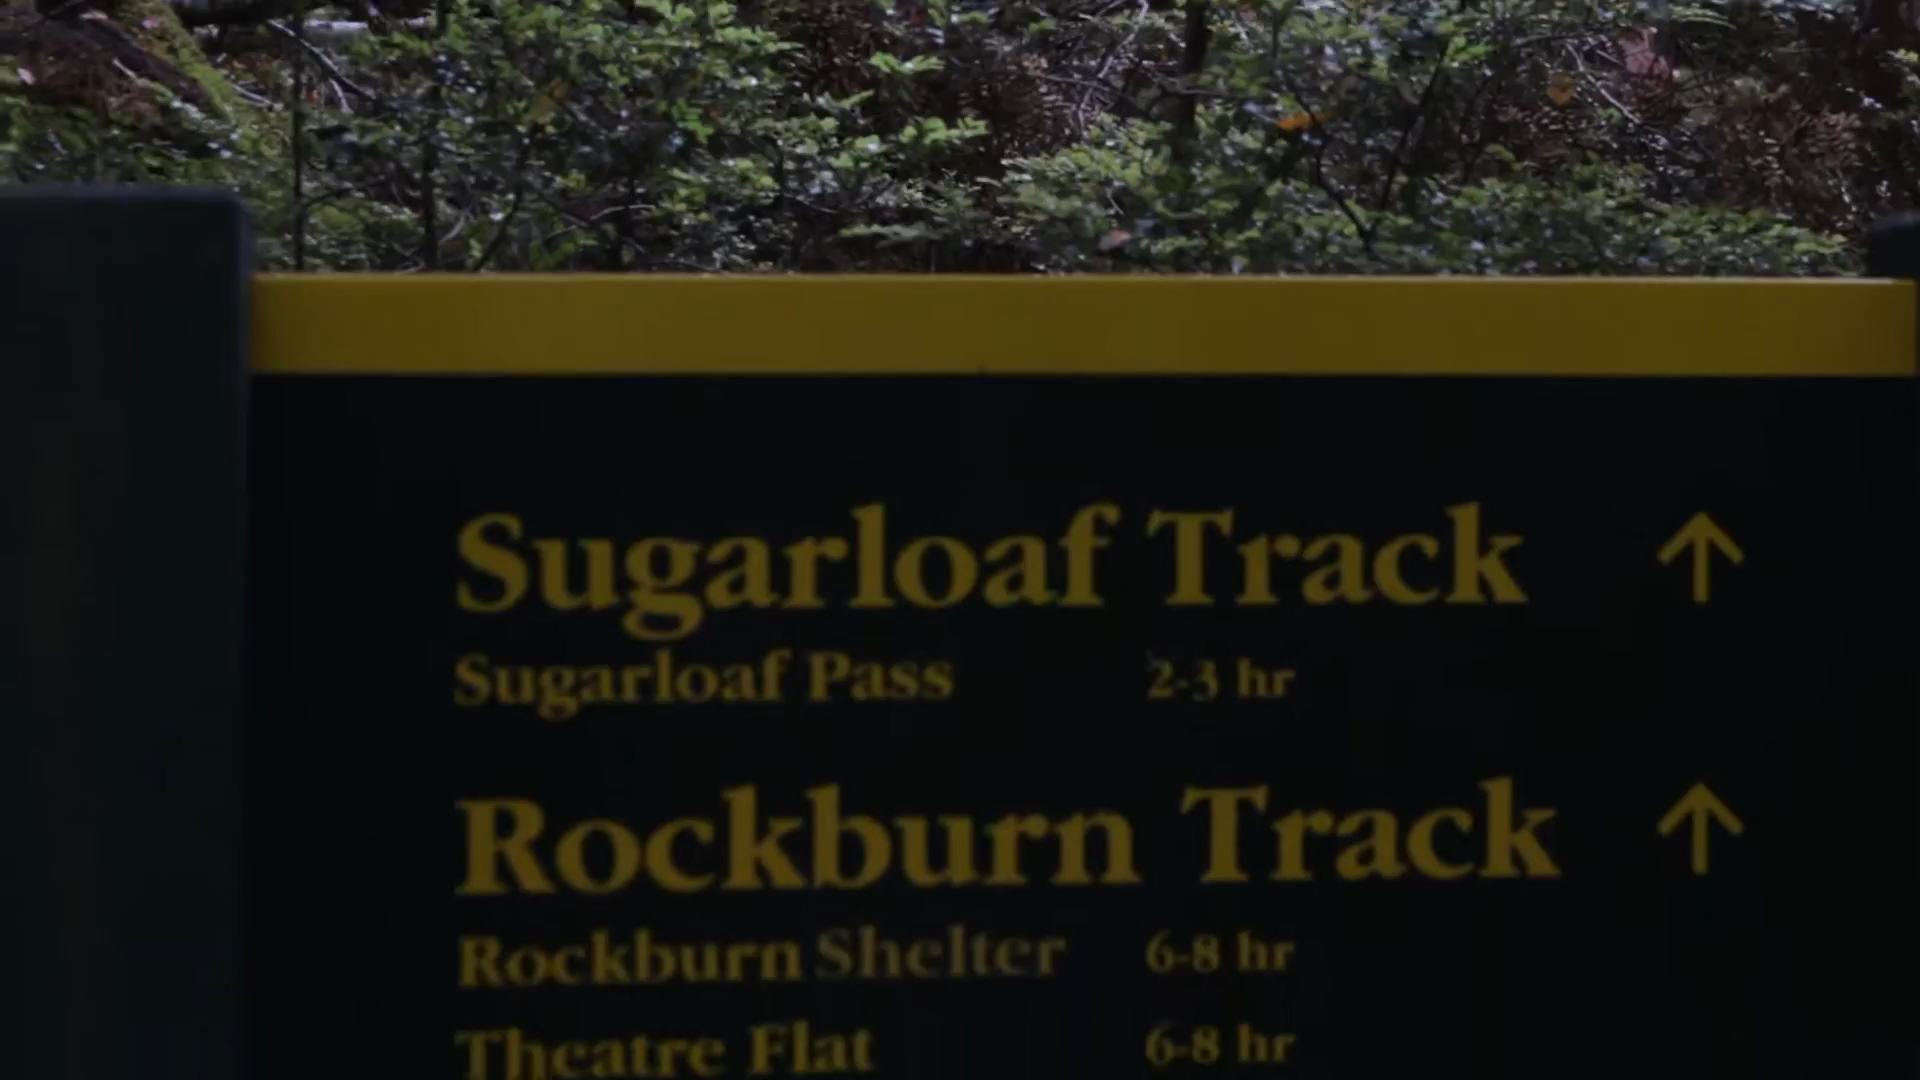 Sugarloaf Track ↑
Sugarloaf Pass 2-3 hr
Rockburn Track ↑
Rockburn Shelter 6-8 hr
Theatre Flat 6-8 hr